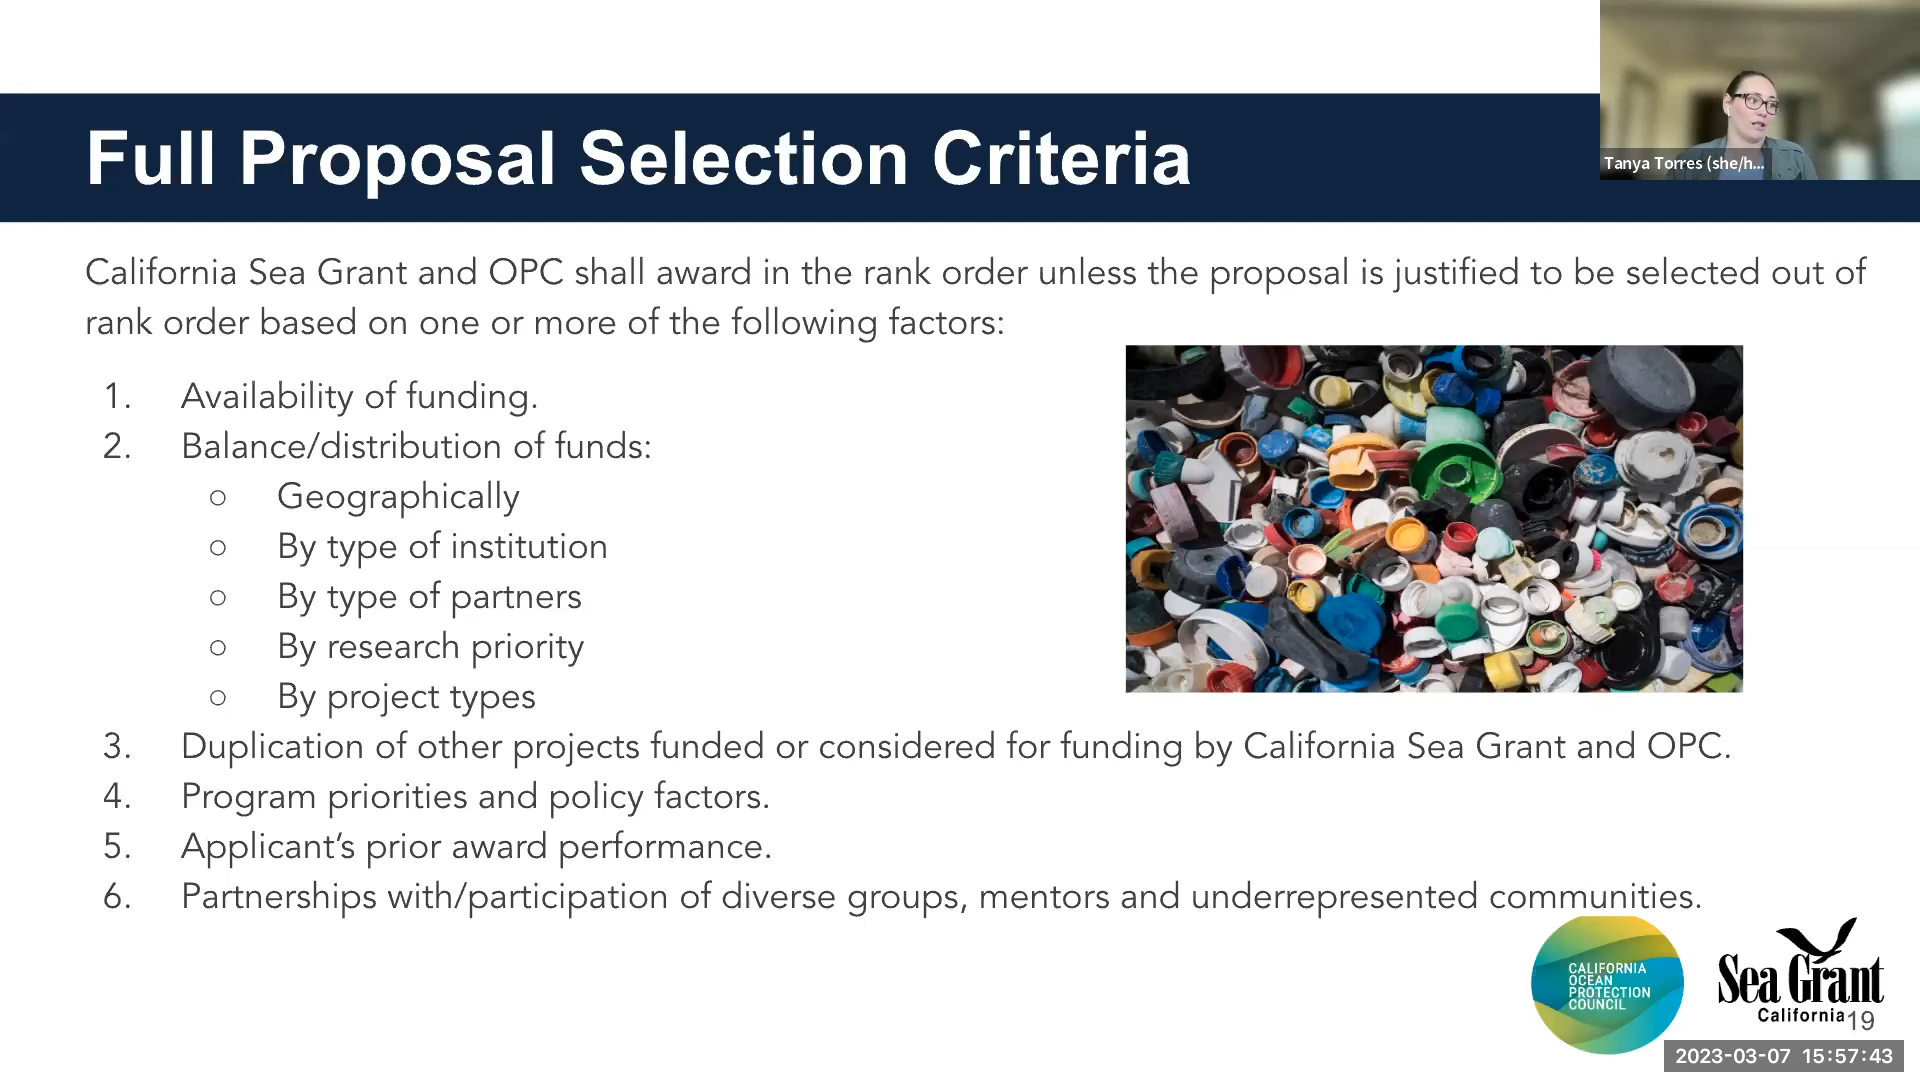 Full Proposal Selection Criteria
Tanya Torres (she/h...
California Sea Grant and OPC shall award in the rank order unless the proposal is justified to be selected out of
rank order based on one or more of the following factors:
1. Availability of funding.
2. Balance/distribution of funds:
○ Geographically
○ By type of institution
○ By type of partners
○ By research priority
○ By project types
3. Duplication of other projects funded or considered for funding by California Sea Grant and OPC.
4. Program priorities and policy factors.
5. Applicant’s prior award performance.
6. Partnerships with/participation of diverse groups, mentors and underrepresented communities.
CALIFORNIA
OCEAN
PROTECTION
COUNCIL
Sea Grant
California
19
2023-03-07 15:57:43